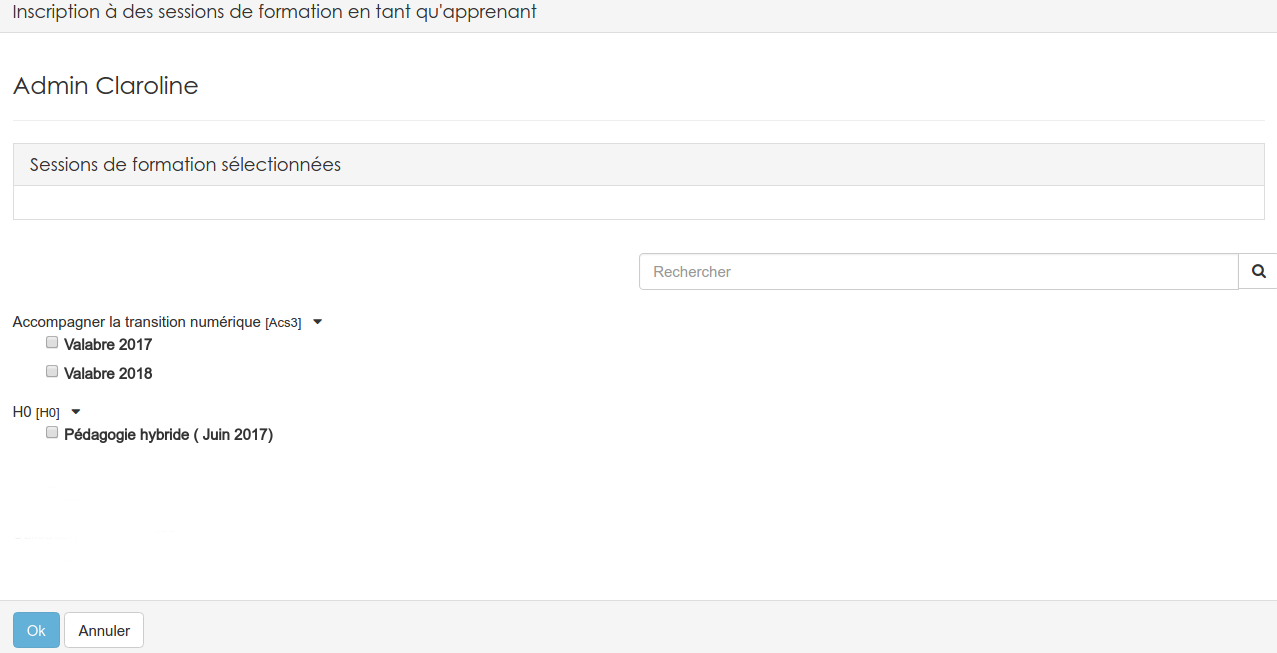 Inscription à des sessions de formation en tant qu'apprenant
Admin Claroline
Sessions de formation sélectionnées
Rechercher
Accompagner la transition numérique [Acs3]
Valabre 2017
Valabre 2018
H0 [H0]
Pédagogie hybride ( Juin 2017)
Ok Annuler